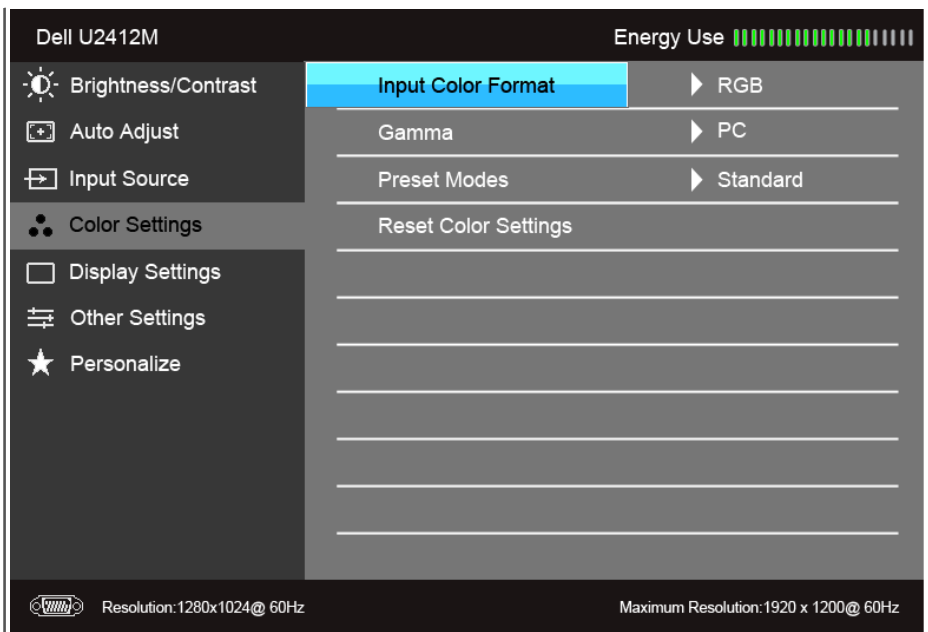 Dell U2412M
Energy Use
Brightness/Contrast
Auto Adjust
Input Source
Color Settings
Display Settings
Other Settings
Personalize
Input Color Format RGB
Gamma PC
Preset Modes Standard
Reset Color Settings
Resolution:1280x1024@ 60Hz
Maximum Resolution:1920 x 1200@ 60Hz